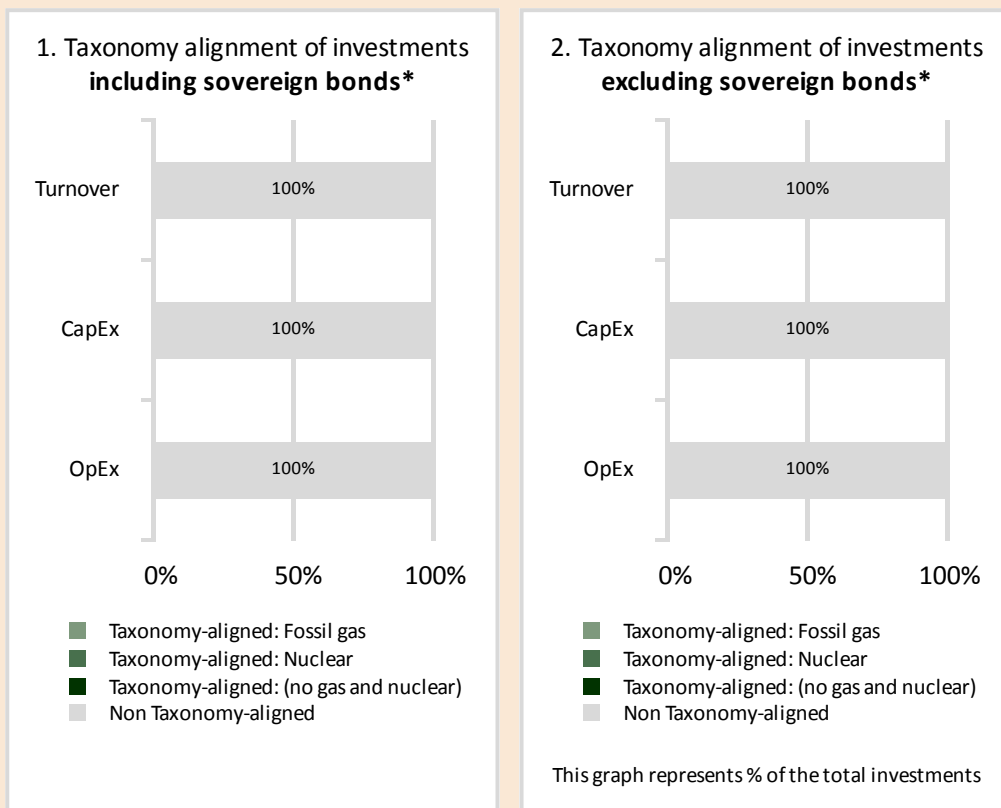 1. Taxonomy alignment of investments
including sovereign bonds*
Turnover
100%
CapEx
100%
OpEx
100%
0% 50% 100%
Taxonomy-aligned: Fossil gas
Taxonomy-aligned: Nuclear
Taxonomy-aligned: (no gas and nuclear)
Non Taxonomy-aligned
2. Taxonomy alignment of investments
excluding sovereign bonds*
Turnover
100%
CapEx
100%
OpEx
100%
0% 50% 100%
Taxonomy-aligned: Fossil gas
Taxonomy-aligned: Nuclear
Taxonomy-aligned: (no gas and nuclear)
Non Taxonomy-aligned
This graph represents % of the total investments